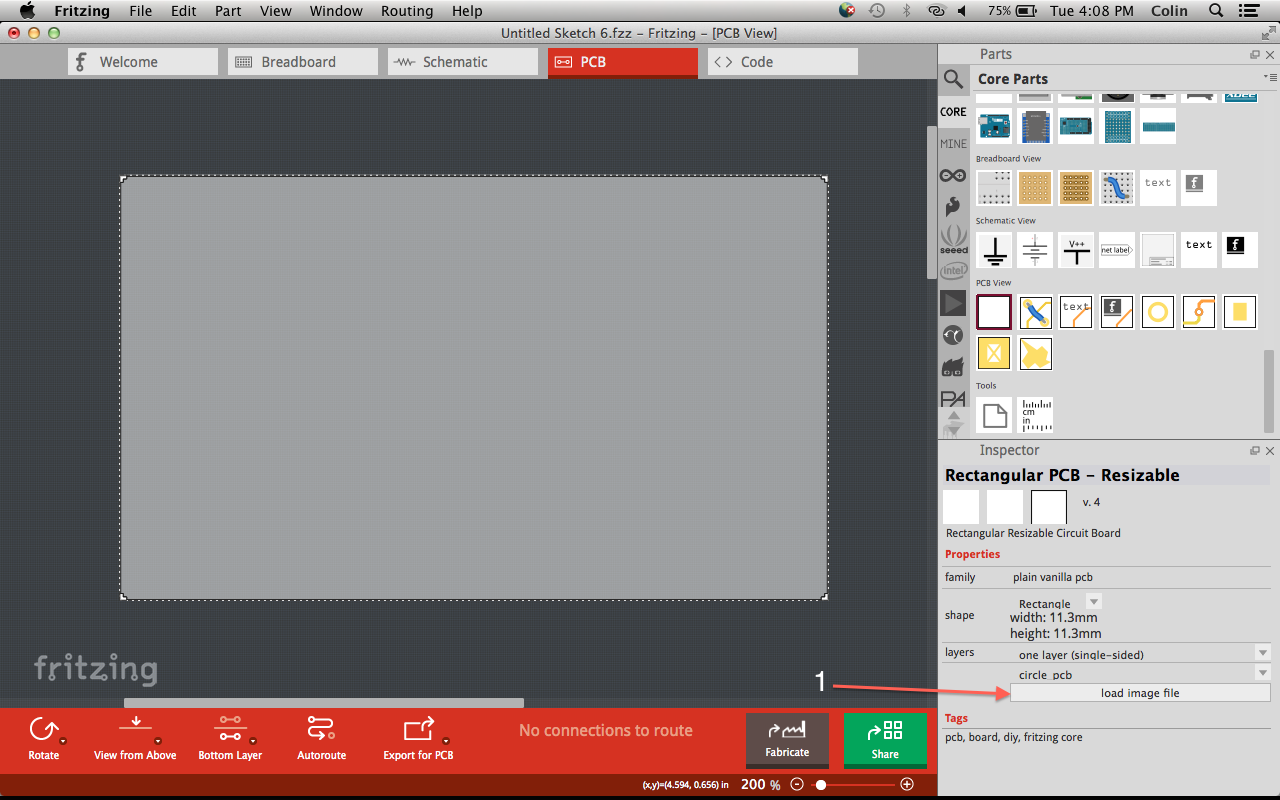 Fritzing File Edit Part View Window Routing Help 75% Tue 4:08 PM Colin
Untitled Sketch 6.fzz – Fritzing – [PCB View]
Welcome Breadboard Schematic PCB Code
Parts
Core Parts
CORE
MINE
Breadboard View
text
Schematic View
seeed
V++
net label
text
intel
PCB View
text
PA
Tools
cm
in
Inspector
Rectangular PCB – Resizable
v. 4
Rectangular Resizable Circuit Board
Properties
family plain vanilla pcb
shape Rectangle
width: 11.3mm
height: 11.3mm
layers one layer (single-sided)
circle_pcb
load image file
Tags
pcb, board, diy, fritzing core
fritzing
1
Rotate View from Above Bottom Layer Autoroute Export for PCB
No connections to route
Fabricate Share
(x,y)=(4.594, 0.656) in 200 %